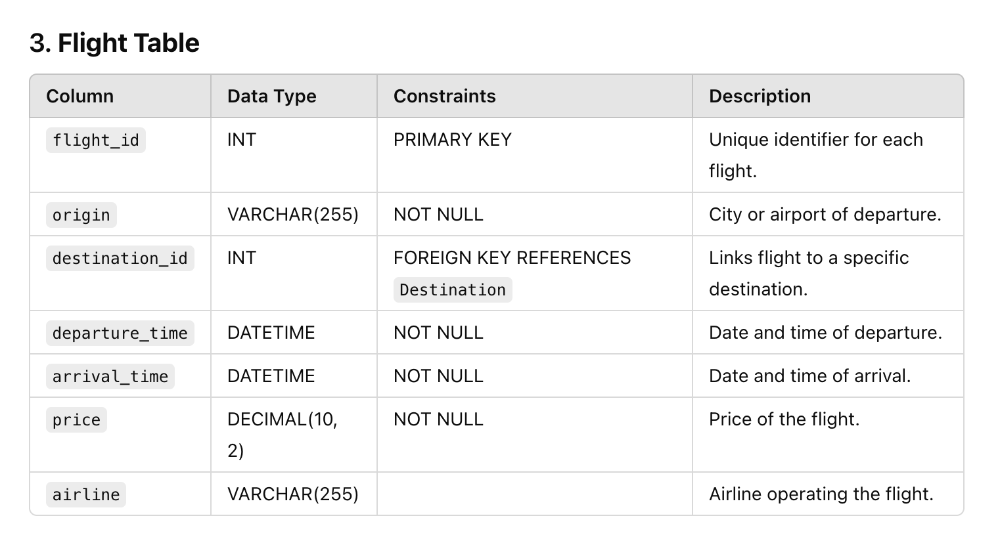 3. Flight Table
Column Data Type Constraints Description
flight_id INT PRIMARY KEY Unique identifier for each
flight.
origin VARCHAR(255) NOT NULL City or airport of departure.
destination_id INT FOREIGN KEY REFERENCES Links flight to a specific
Destination destination.
departure_time DATETIME NOT NULL Date and time of departure.
arrival_time DATETIME NOT NULL Date and time of arrival.
price DECIMAL(10, NOT NULL Price of the flight.
2)
airline VARCHAR(255) Airline operating the flight.